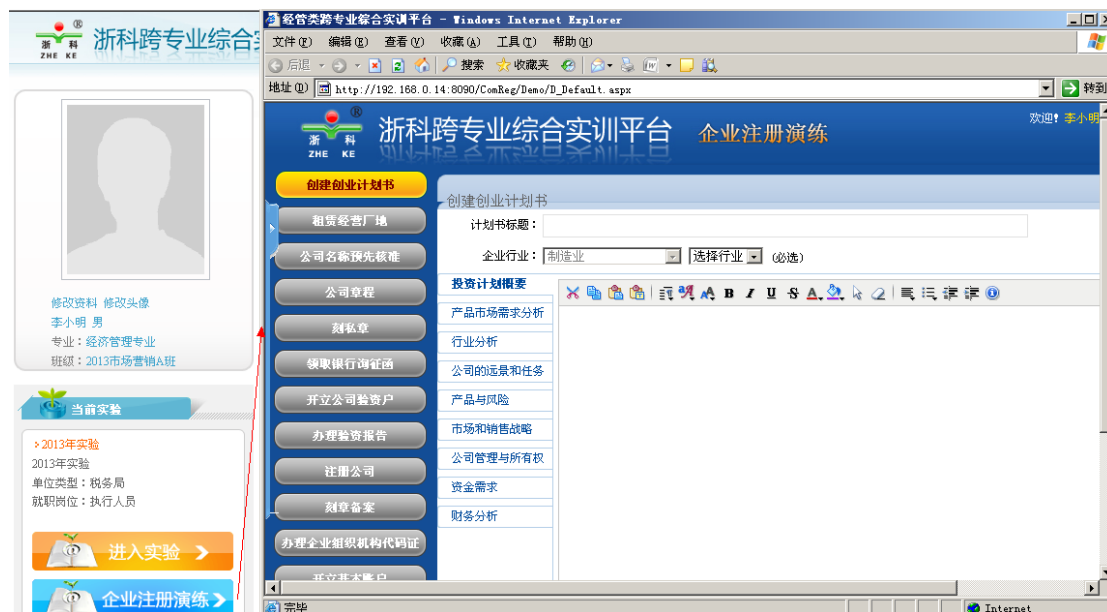 浙科
ZHE KE
®
浙科跨专业综合
修改资料 修改头像
李小明 男
专业：经济管理专业
班级：2013市场营销A班
当前实验
>2013年实验
2013年实验
单位类型：税务局
就职岗位：执行人员
进入实验
企业注册演练
经管类跨专业综合实训平台 - Windows Internet Explorer
文件(F) 编辑(E) 查看(V) 收藏(A) 工具(T) 帮助(H)
后退 搜索 收藏夹
地址(D) http://192.168.0.14:8090/ComReg/Demo/D_Default.aspx 转到
浙科
ZHE KE
®
浙科跨专业综合实训平台 企业注册演练
欢迎! 李小明
创建创业计划书
租赁经营厂地
公司名称预先核准
公司章程
刻私章
领取银行询证函
开立公司验资户
办理验资报告
注册公司
刻章备案
办理企业组织机构代码证
开立基本账户
创建创业计划书
计划书标题：
企业行业： 制造业 选择行业 (必选)
投资计划概要
产品市场需求分析
行业分析
公司的远景和任务
产品与风险
市场和销售战略
公司管理与所有权
资金需求
财务分析
B I U S A
完毕
Internet